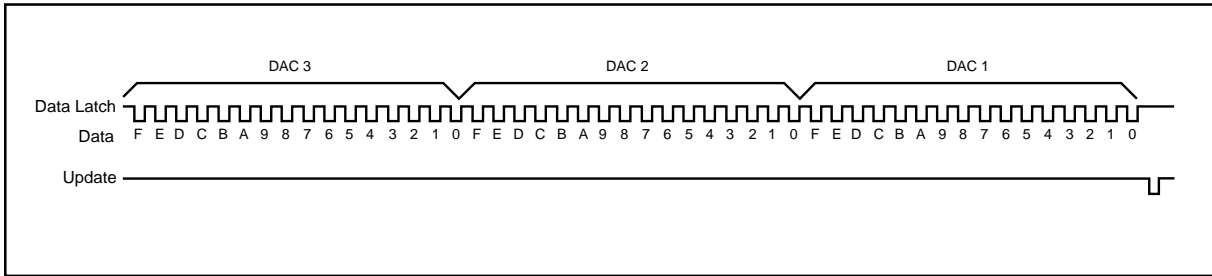 DAC 3 DAC 2 DAC 1
Data Latch
Data F E D C B A 9 8 7 6 5 4 3 2 1 0 F E D C B A 9 8 7 6 5 4 3 2 1 0 F E D C B A 9 8 7 6 5 4 3 2 1 0
Update